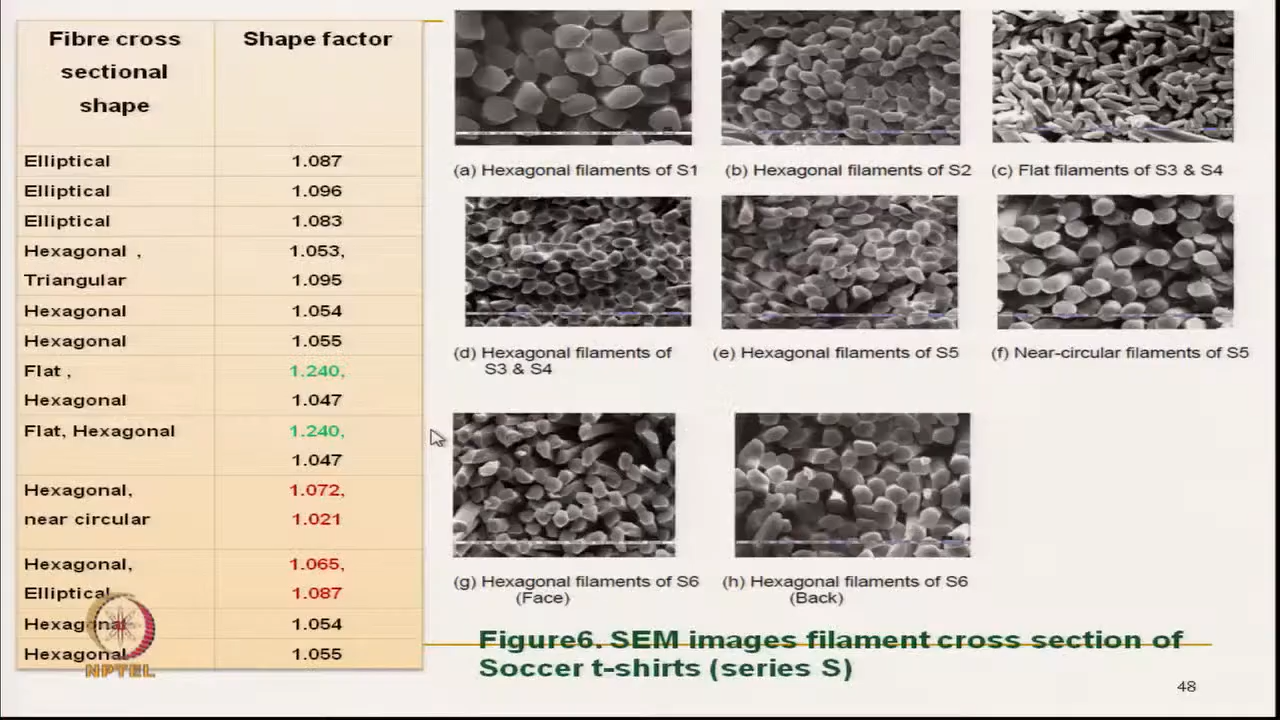 Fibre cross Shape factor
sectional
shape
Elliptical 1.087
Elliptical 1.096
Elliptical 1.083
Hexagonal , 1.053,
Triangular 1.095
Hexagonal 1.054
Hexagonal 1.055
Flat , 1.240,
Hexagonal 1.047
Flat, Hexagonal 1.240,
1.047
Hexagonal, 1.072,
near circular 1.021
Hexagonal, 1.065,
Elliptical 1.087
Hexagonal 1.054
Hexagonal 1.055
NPTEL
(a) Hexagonal filaments of S1
(b) Hexagonal filaments of S2
(c) Flat filaments of S3 & S4
(d) Hexagonal filaments of
S3 & S4
(e) Hexagonal filaments of S5
(f) Near-circular filaments of S5
(g) Hexagonal filaments of S6
(Face)
(h) Hexagonal filaments of S6
(Back)
Figure6. SEM images filament cross section of
Soccer t-shirts (series S)
48